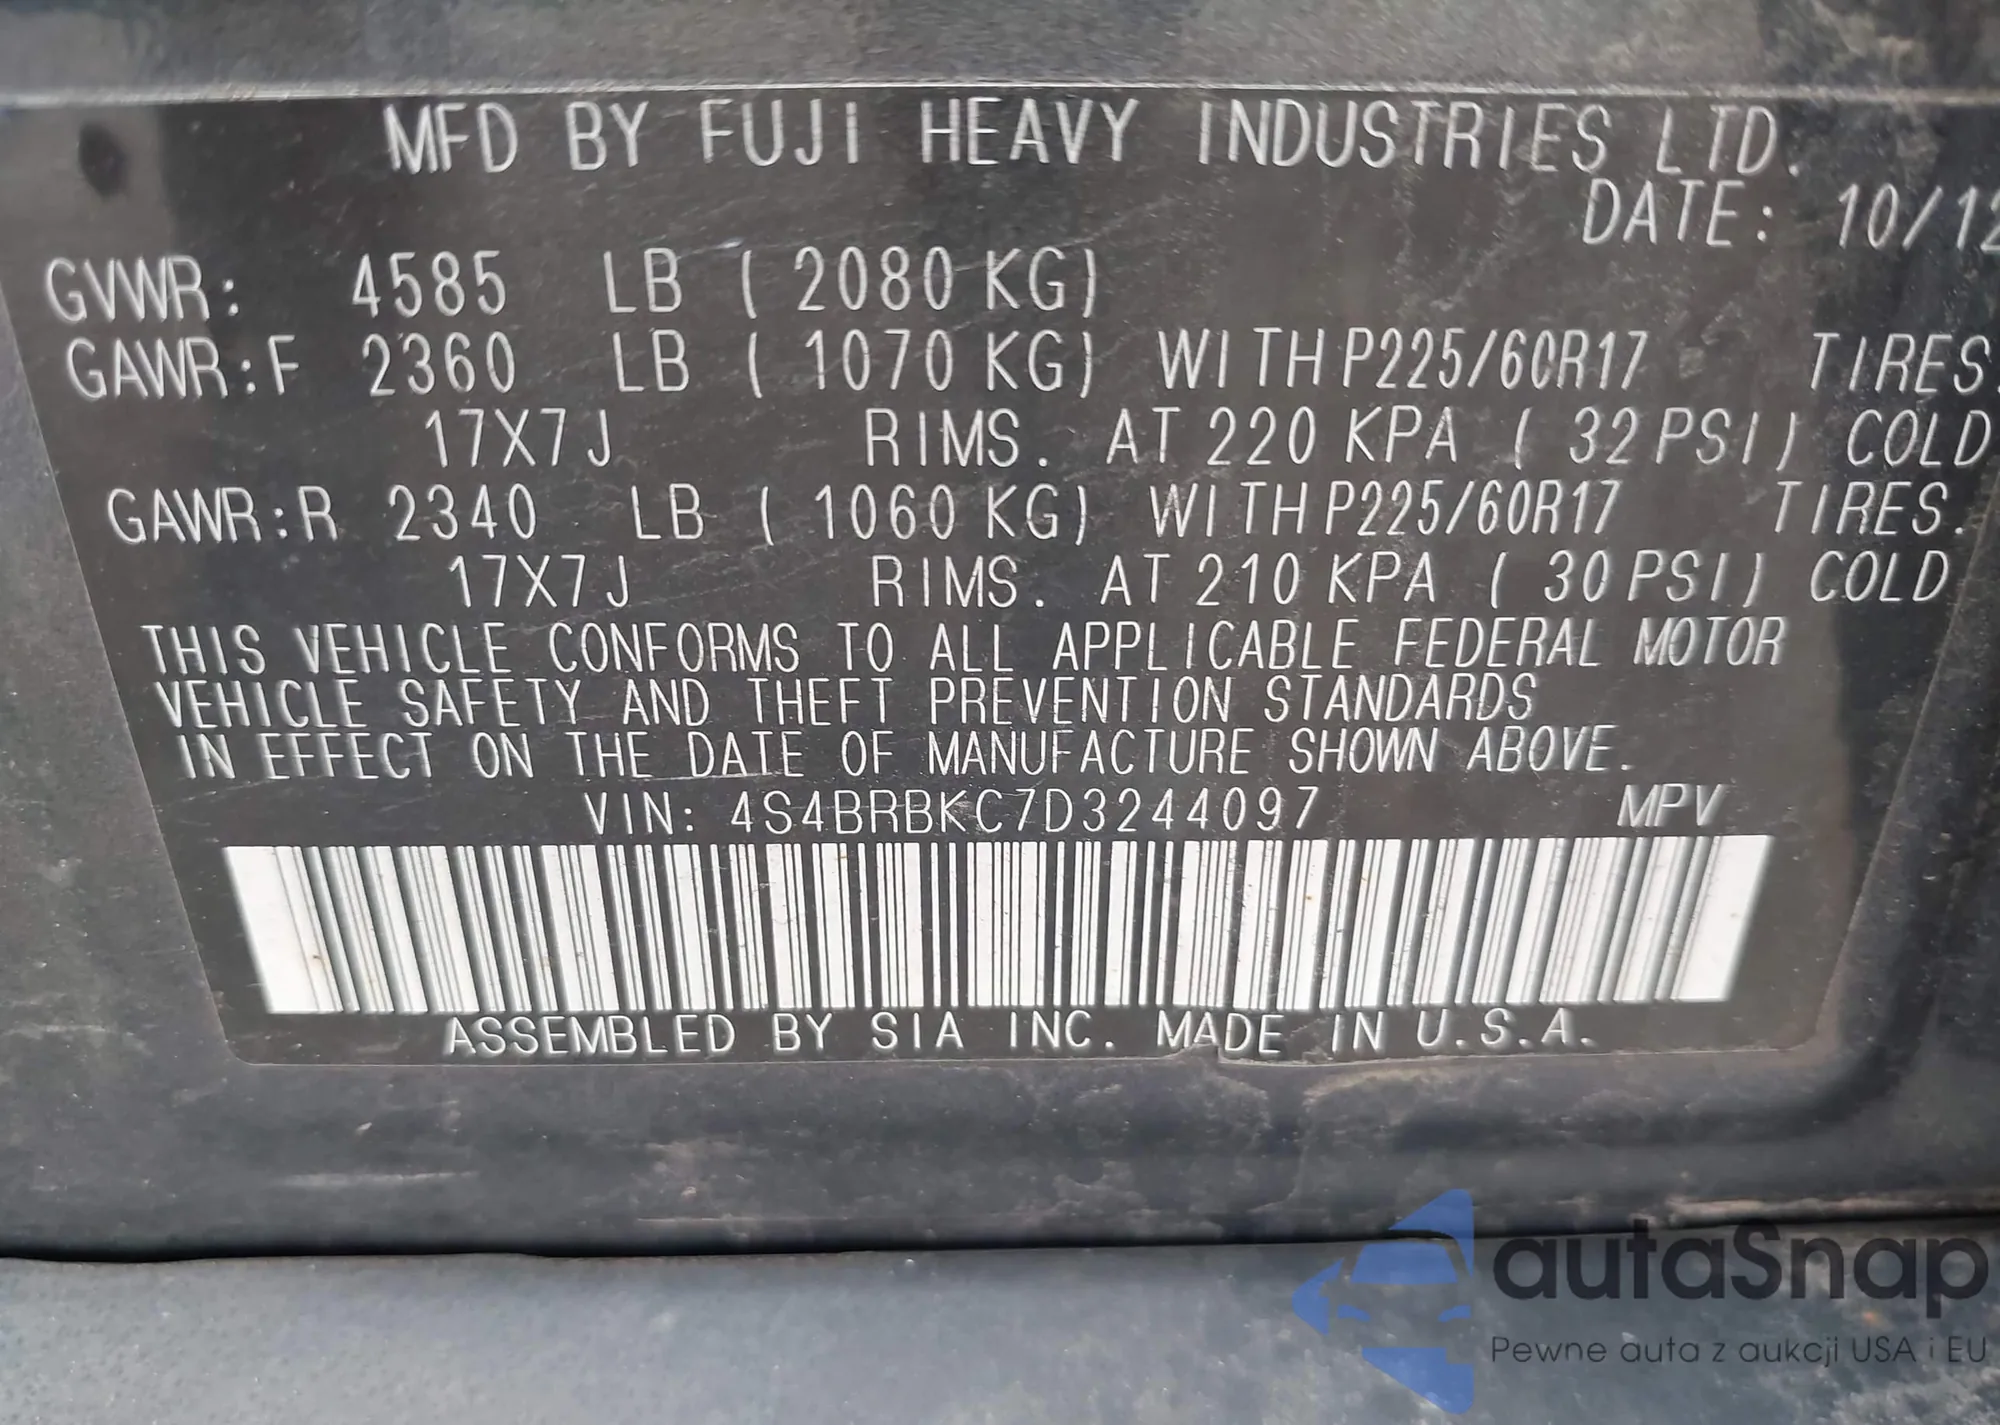 MFD BY FUJI HEAVY INDUSTRIES LTD.
DATE: 10/12
GVWR: 4585 LB ( 2080 KG)
GAWR:F 2360 LB ( 1070 KG) WITH P225/60R17 TIRES.
17X7J RIMS. AT 220 KPA ( 32 PSI) COLD
GAWR:R 2340 LB ( 1060 KG) WITH P225/60R17 TIRES.
17X7J RIMS. AT 210 KPA ( 30 PSI) COLD
THIS VEHICLE CONFORMS TO ALL APPLICABLE FEDERAL MOTOR
VEHICLE SAFETY AND THEFT PREVENTION STANDARDS
IN EFFECT ON THE DATE OF MANUFACTURE SHOWN ABOVE.
VIN: 4S4BRBKC7D3244097 MPV
ASSEMBLED BY SIA INC. MADE IN U.S.A.
autaSnap
Pewne auta z aukcji USA i EU